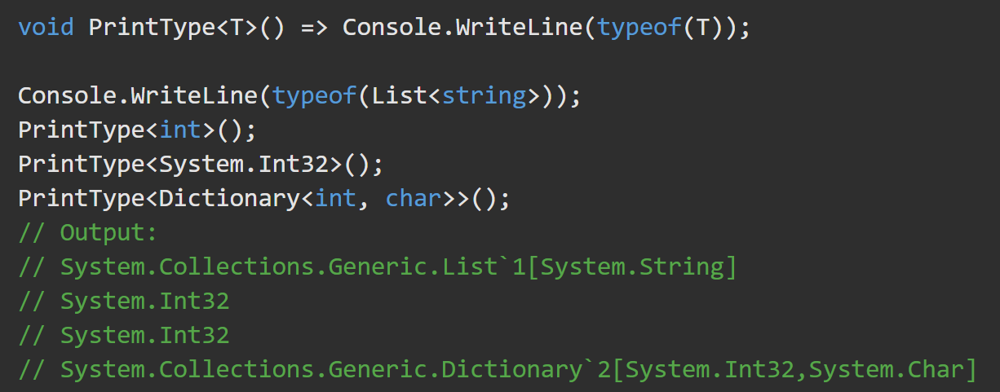 void PrintType<T>() => Console.WriteLine(typeof(T));
Console.WriteLine(typeof(List<string>));
PrintType<int>();
PrintType<System.Int32>();
PrintType<Dictionary<int, char>>();
// Output:
// System.Collections.Generic.List`1[System.String]
// System.Int32
// System.Int32
// System.Collections.Generic.Dictionary`2[System.Int32,System.Char]